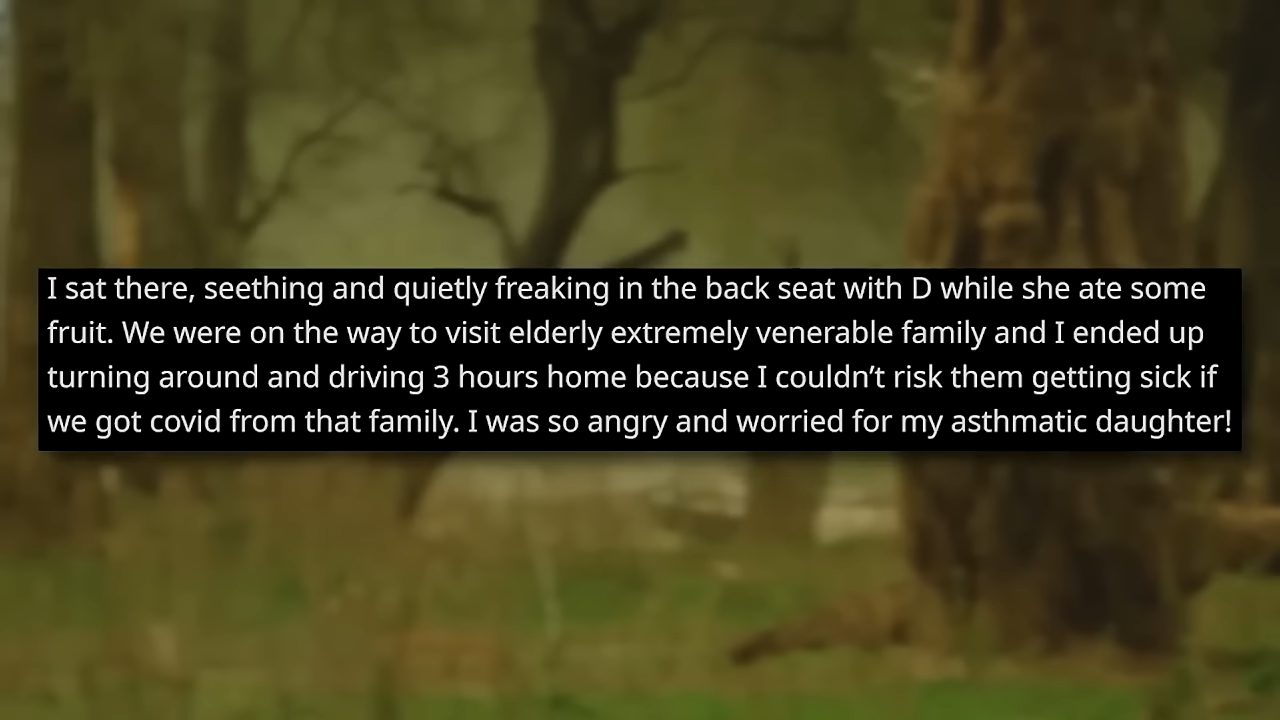 I sat there, seething and quietly freaking in the back seat with D while she ate some
fruit. We were on the way to visit elderly extremely venerable family and I ended up
turning around and driving 3 hours home because I couldn’t risk them getting sick if
we got covid from that family. I was so angry and worried for my asthmatic daughter!